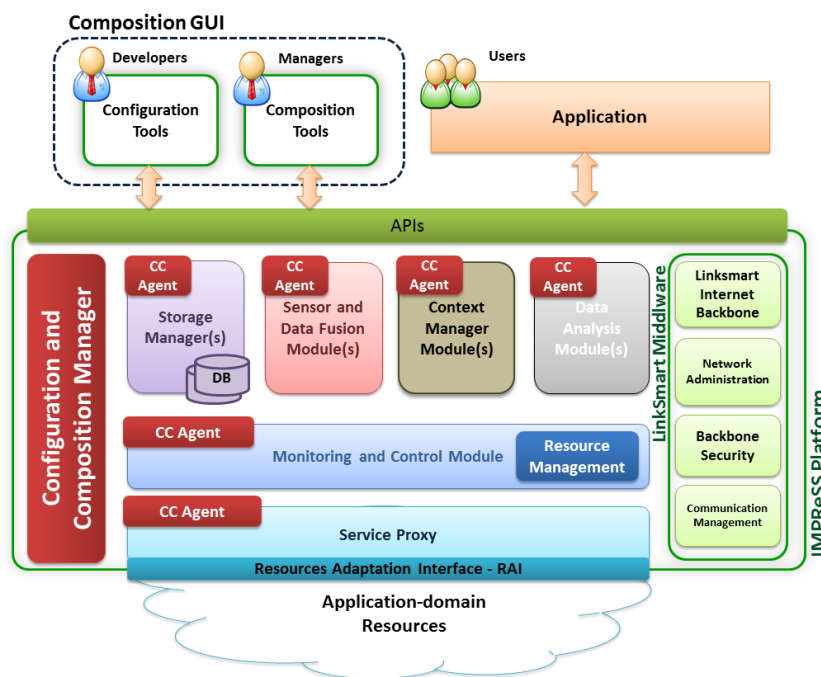 Composition GUI
Developers
Managers
Users
Configuration
Tools
Composition
Tools
Application
APIs
Configuration and
Composition Manager
CC
Agent
Storage
Manager(s)
DB
CC
Agent
Sensor and
Data Fusion
Module(s)
CC
Agent
Context
Manager
Module(s)
CC
Agent
Data
Analysis
Module(s)
LinkSmart Middlware
Linksmart
Internet
Backbone
Network
Administration
Backbone
Security
Communication
Management
IMPReSS Platform
CC Agent
Monitoring and Control Module
Resource
Management
CC Agent
Service Proxy
Resources Adaptation Interface - RAI
Application-domain
Resources